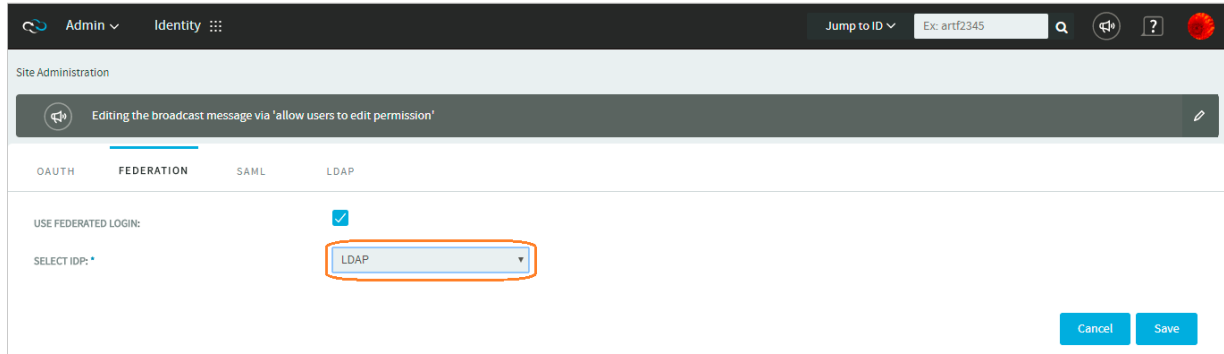 Admin Identity Jump to ID Ex: artf2345 ?
Site Administration
Editing the broadcast message via 'allow users to edit permission'
OAUTH FEDERATION SAML LDAP
USE FEDERATED LOGIN:
SELECT IDP: * LDAP
Cancel Save